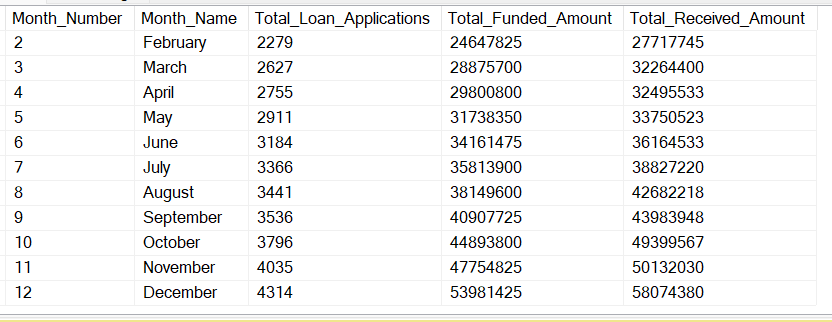 Month_Number Month_Name Total_Loan_Applications Total_Funded_Amount Total_Received_Amount
2 February 2279 24647825 27717745
3 March 2627 28875700 32264400
4 April 2755 29800800 32495533
5 May 2911 31738350 33750523
6 June 3184 34161475 36164533
7 July 3366 35813900 38827220
8 August 3441 38149600 42682218
9 September 3536 40907725 43983948
10 October 3796 44893800 49399567
11 November 4035 47754825 50132030
12 December 4314 53981425 58074380